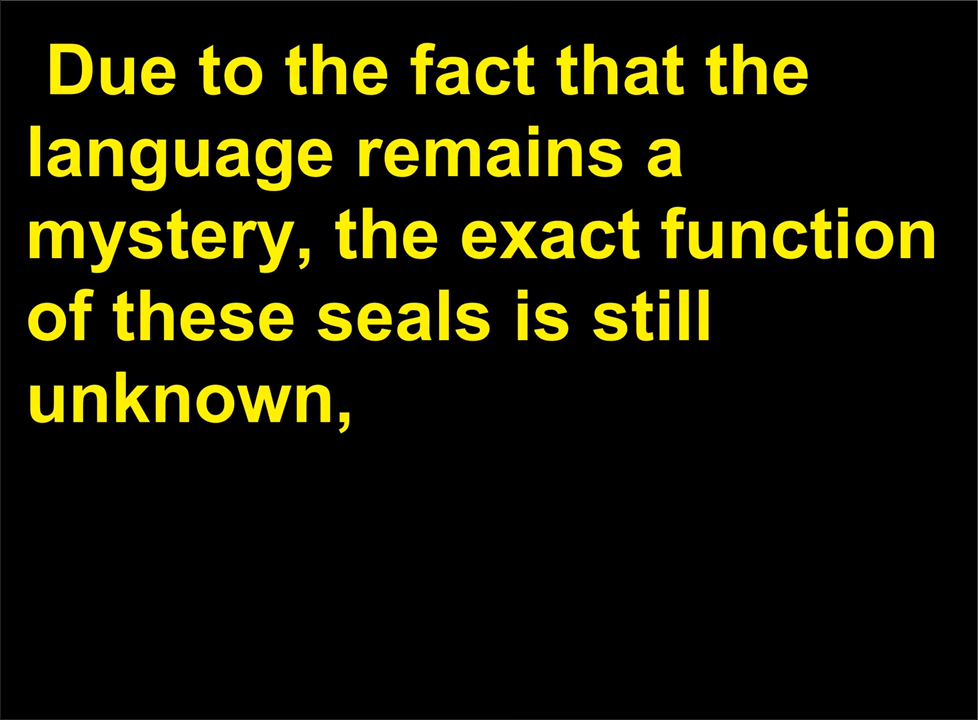 Due to the fact that the
language remains a
mystery, the exact function
of these seals is still
unknown,